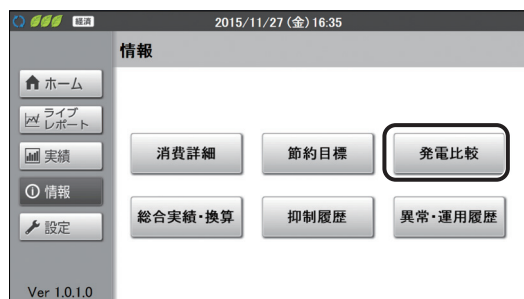 経済 2015/11/27(金)16:35
情報
ホーム
ライブ
レポート
実績
情報
設定
消費詳細 節約目標 発電比較
総合実績・換算 抑制履歴 異常・運用履歴
Ver 1.0.1.0